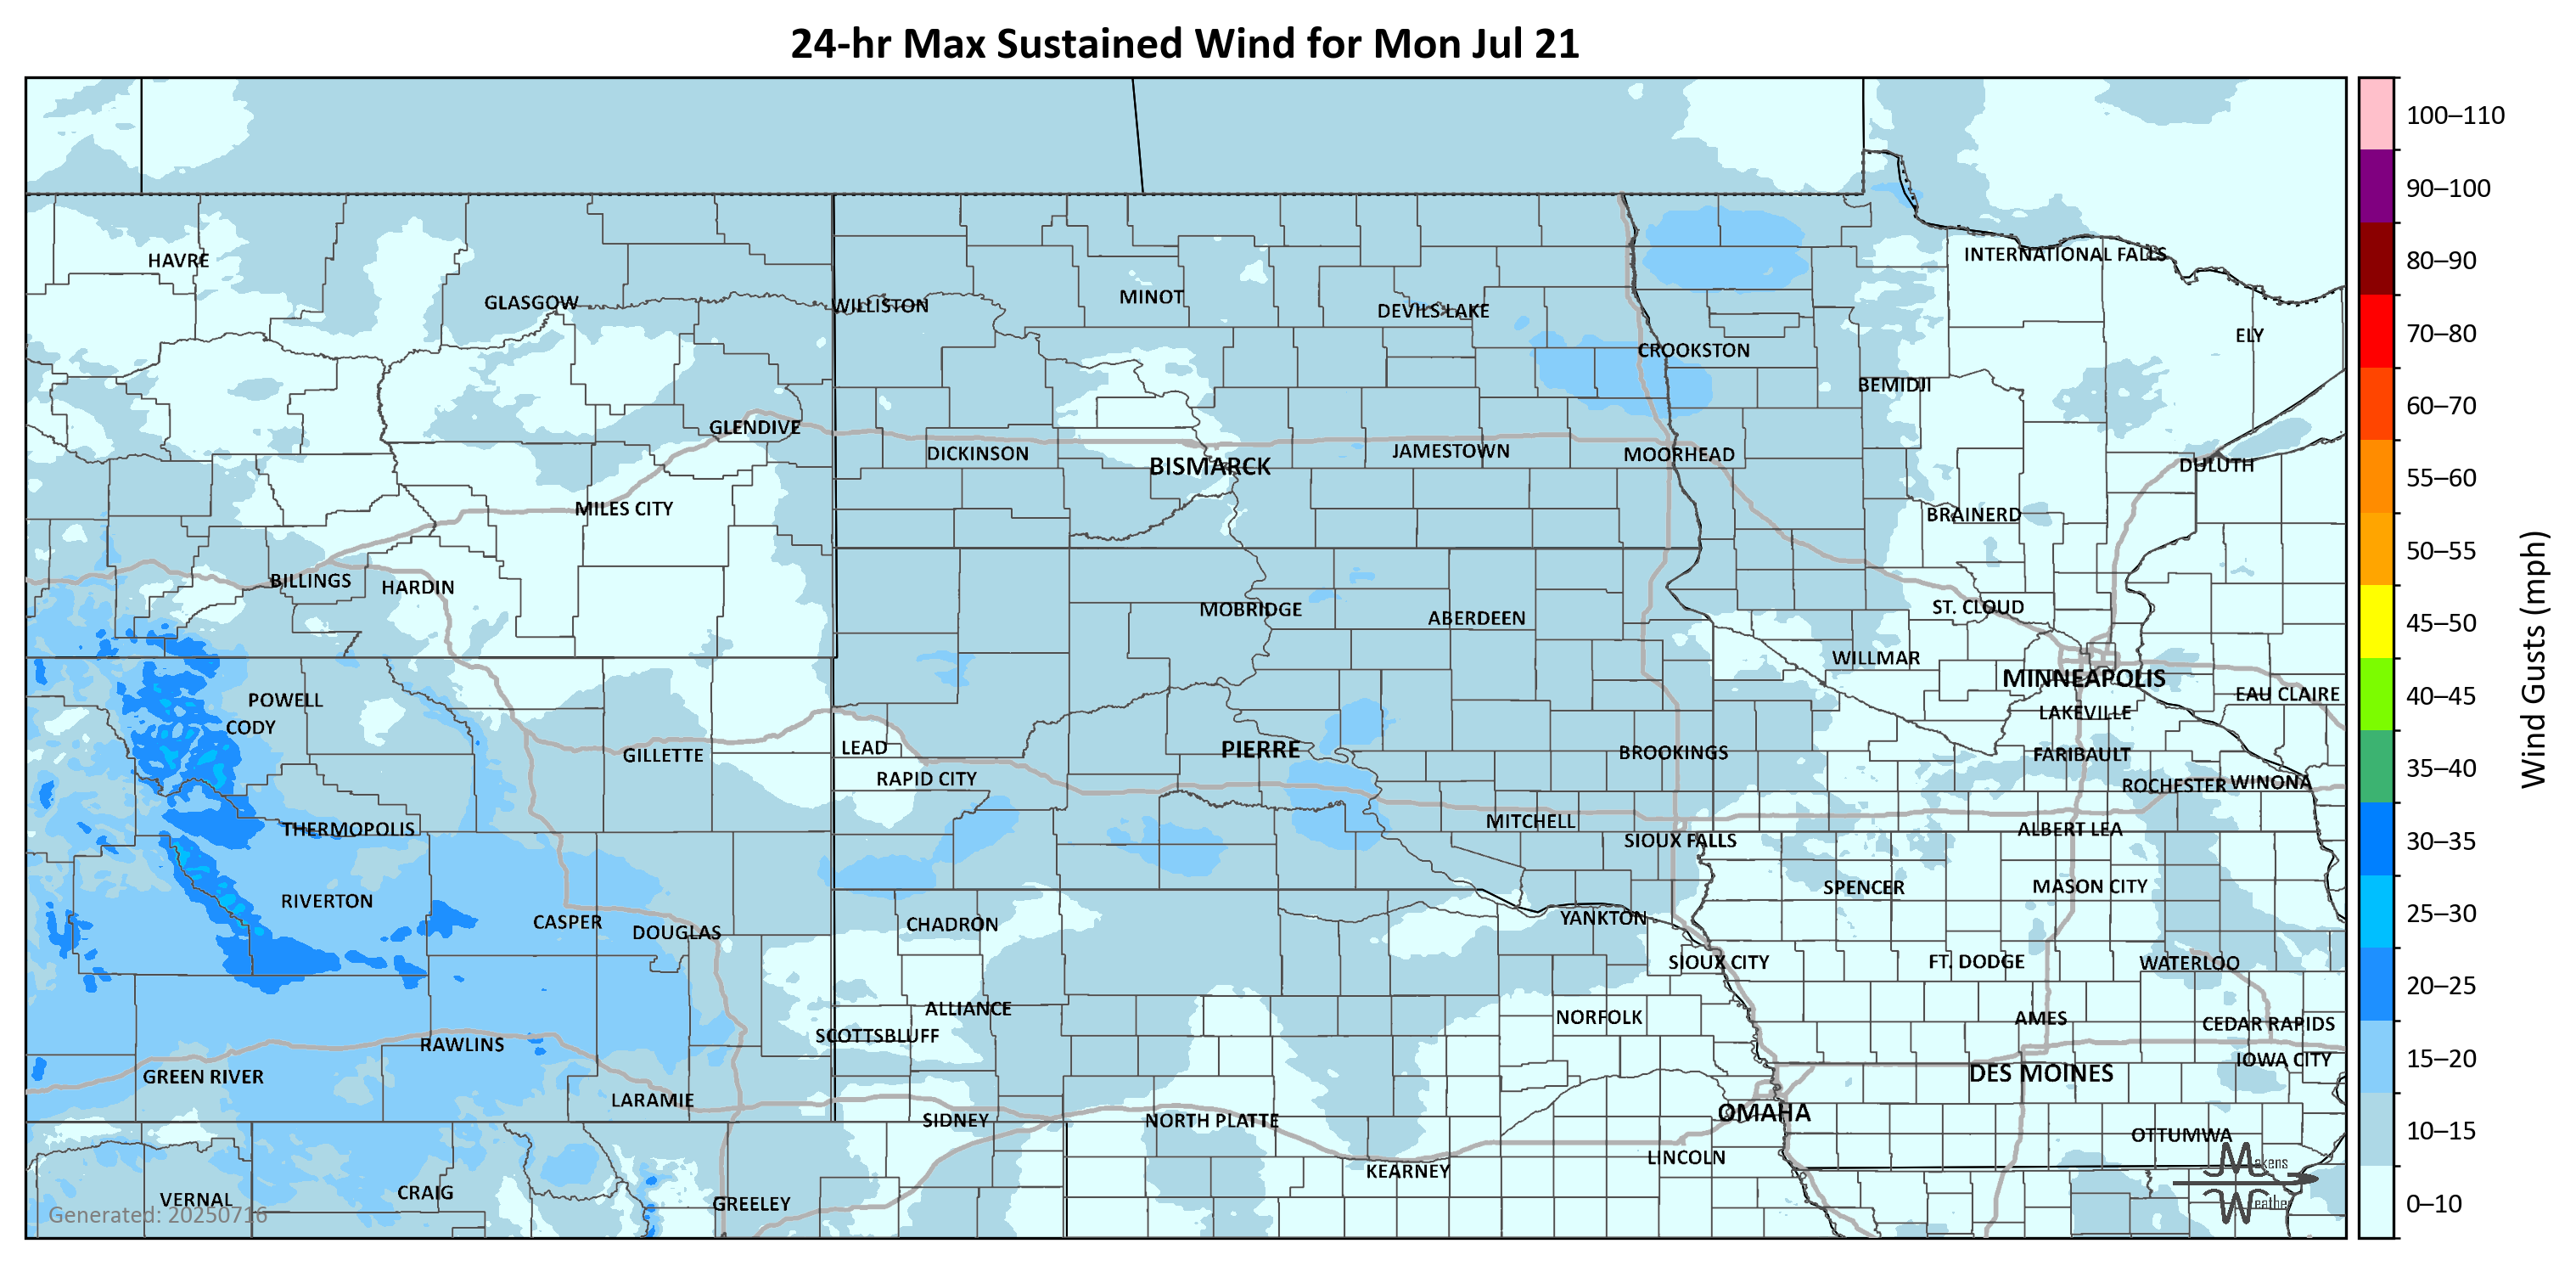 24-hr Max Sustained Wind for Mon Jul 21
100–110
90–100
80–90
70–80
60–70
55–60
50–55
45–50
40–45
35–40
30–35
25–30
20–25
15–20
10–15
0–10
Wind Gusts (mph)
HAVRE
INTERNATIONAL FALLS
GLASGOW
WILLISTON
MINOT
DEVILS LAKE
ELY
CROOKSTON
BEMIDJI
GLENDIVE
DICKINSON
BISMARCK
JAMESTOWN
MOORHEAD
DULUTH
MILES CITY
BRAINERD
BILLINGS
HARDIN
MOBRIDGE
ABERDEEN
ST. CLOUD
WILLMAR
MINNEAPOLIS
POWELL
EAU CLAIRE
CODY
LAKEVILLE
GILLETTE
LEAD
PIERRE
BROOKINGS
FARIBAULT
RAPID CITY
ROCHESTER
WINONA
THERMOPOLIS
MITCHELL
ALBERT LEA
SIOUX FALLS
RIVERTON
SPENCER
MASON CITY
CASPER
DOUGLAS
CHADRON
YANKTON
SIOUX CITY
FT. DODGE
WATERLOO
ALLIANCE
NORFOLK
AMES
CEDAR RAPIDS
SCOTTSBLUFF
RAWLINS
IOWA CITY
GREEN RIVER
DES MOINES
LARAMIE
SIDNEY
NORTH PLATTE
OMAHA
OTTUMWA
KEARNEY
LINCOLN
VERNAL
CRAIG
GREELEY
Generated: 20250716
Makens
Weather